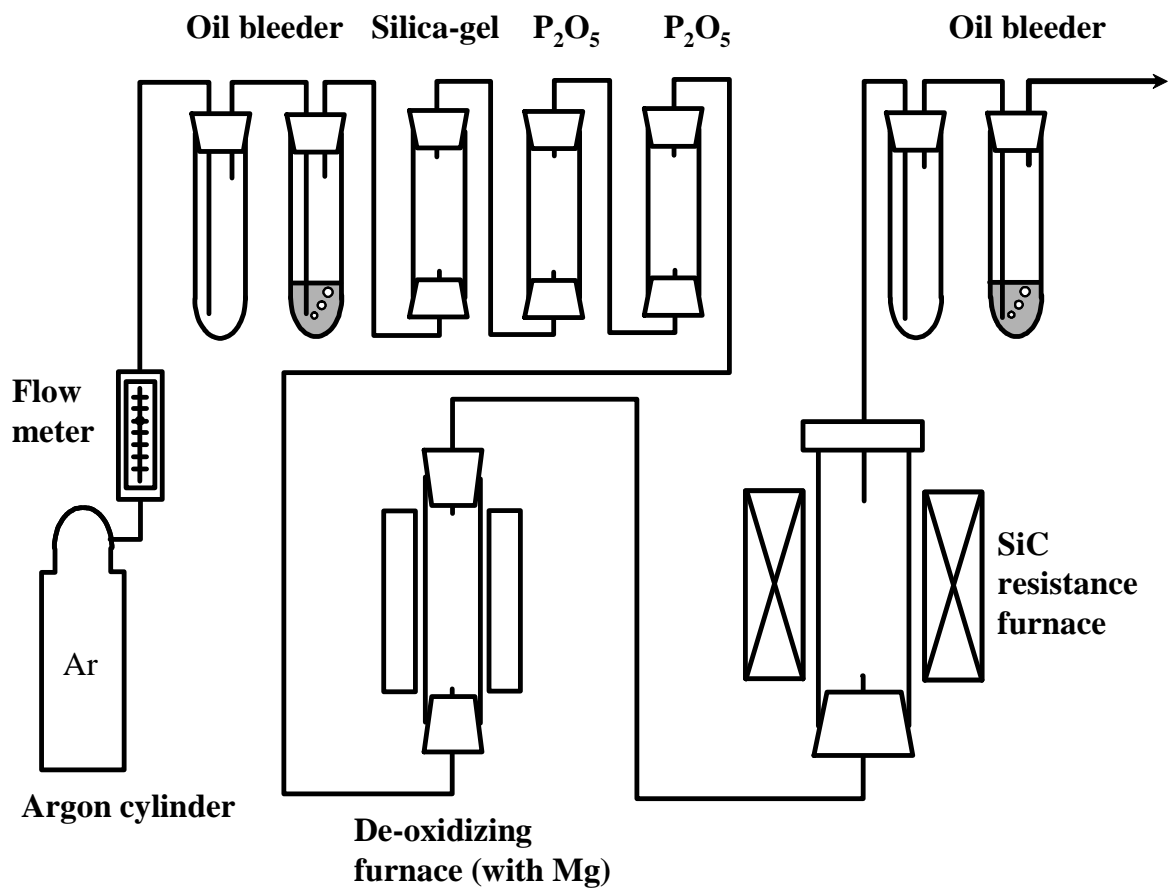 Oil bleeder
Silica-gel
P₂O₅
P₂O₅
Oil bleeder
Flow
meter
Ar
Argon cylinder
De-oxidizing
furnace (with Mg)
SiC
resistance
furnace